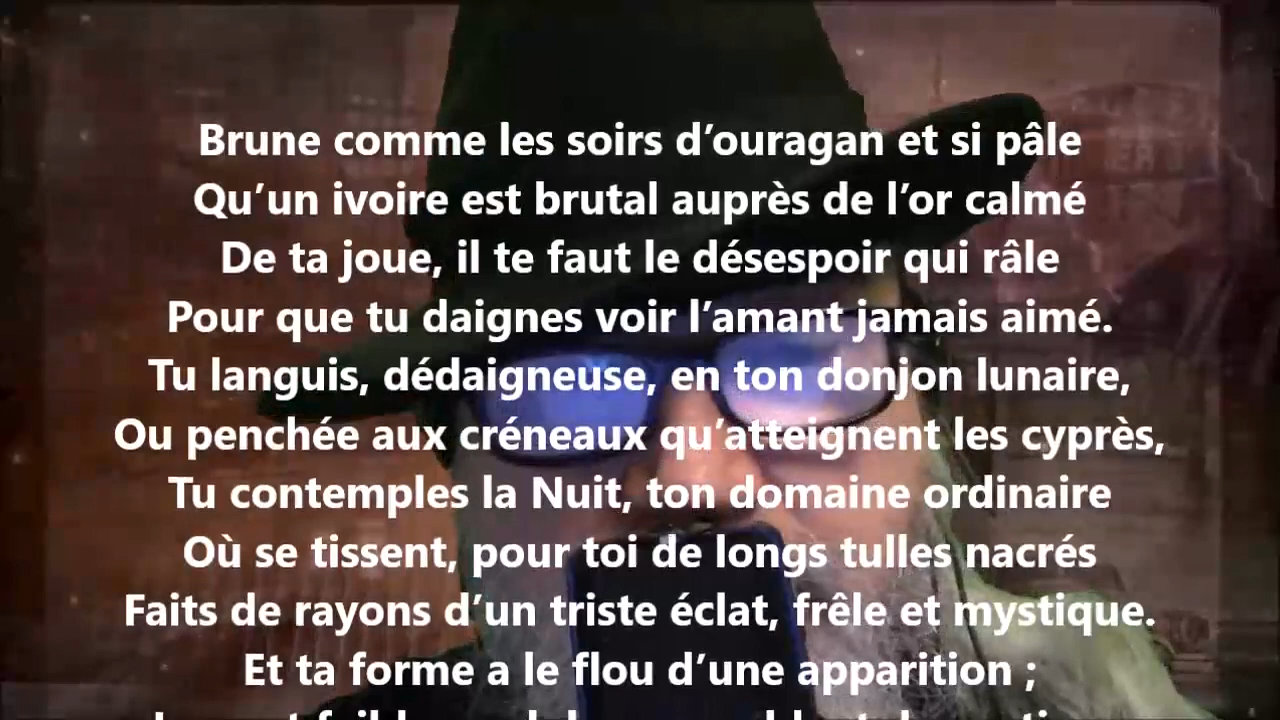 Brune comme les soirs d’ouragan et si pâle
Qu’un ivoire est brutal auprès de l’or calmé
De ta joue, il te faut le désespoir qui râle
Pour que tu daignes voir l’amant jamais aimé.
Tu languis, dédaigneuse, en ton donjon lunaire,
Ou penchée aux créneaux qu’atteignent les cyprès,
Tu contemples la Nuit, ton domaine ordinaire
Où se tissent, pour toi de longs tulles nacrés
Faits de rayons d’un triste éclat, frêle et mystique.
Et ta forme a le flou d’une apparition ;